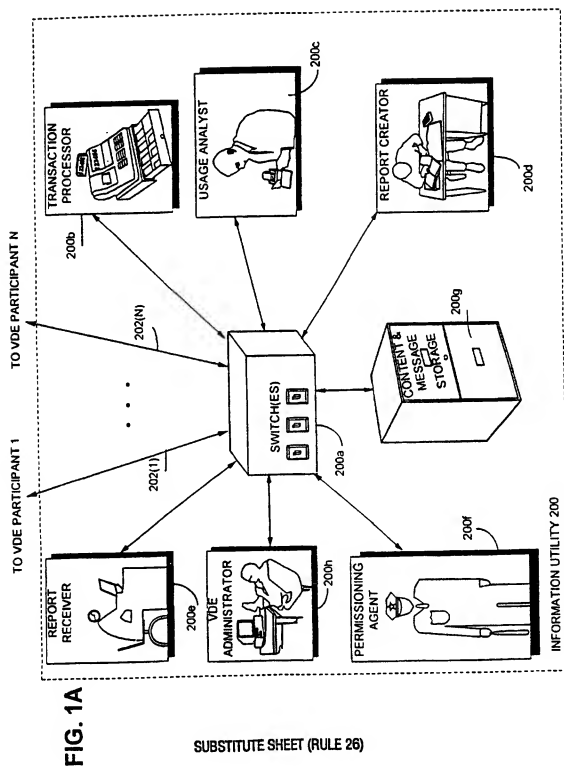 FIG. 1A
TO VDE PARTICIPANT 1
TO VDE PARTICIPANT N
202(1)
202(N)
REPORT
RECEIVER
200e
VDE
ADMINISTRATOR
200h
PERMISSIONING
AGENT
200f
SWITCH(ES)
200a
TRANSACTION
PROCESSOR
200b
USAGE ANALYST
200c
REPORT CREATOR
200d
CONTENT &
MESSAGE
STORAGE
200g
INFORMATION UTILITY 200
SUBSTITUTE SHEET (RULE 26)